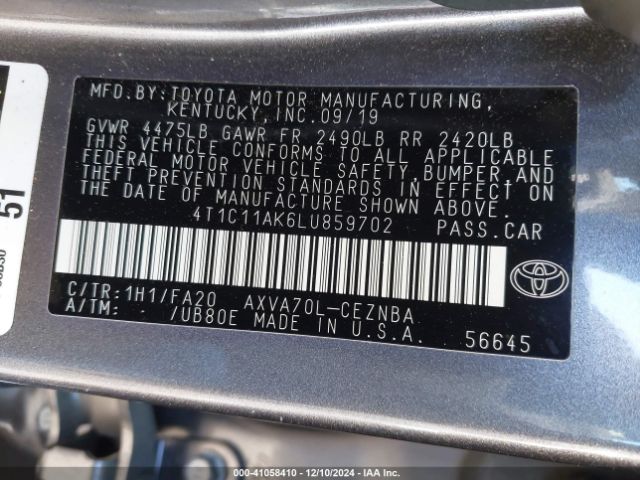 MFD.BY:TOYOTA MOTOR MANUFACTURING,
KENTUCKY, INC.09/19
GVWR 4475LB GAWR FR 2490LB RR 2420LB
THIS VEHICLE CONFORMS TO ALL APPLICABLE
FEDERAL MOTOR VEHICLE SAFETY,BUMPER,AND
THEFT PREVENTION STANDARDS IN EFFECT ON
THE DATE OF MANUFACTURE SHOWN ABOVE.
4T1C11AK6LU859702 PASS.CAR
C/TR:1H1/FA20 AXVA70L-CEZNBA
A/TM: /UB80E MADE IN U.S.A. 56645
51
000-41058410 - 12/10/2024 - IAA Inc.